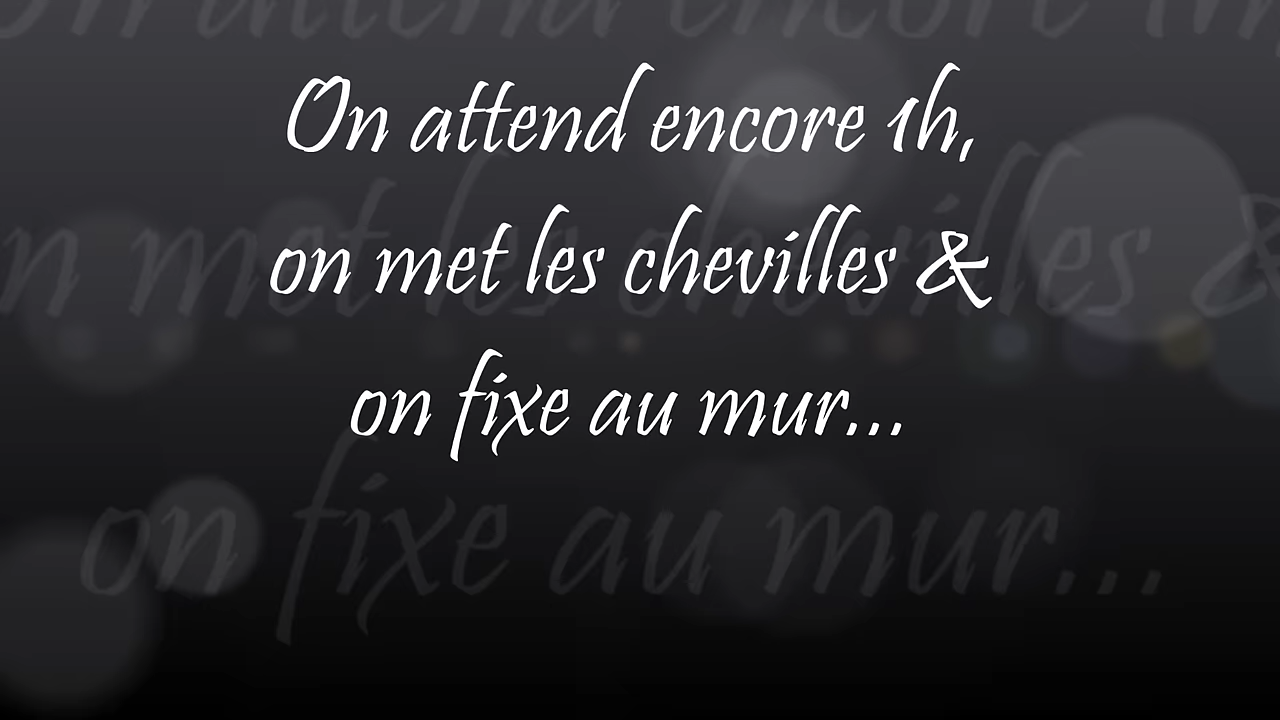 On attend encore 1h,
on met les chevilles &
on fixe au mur...